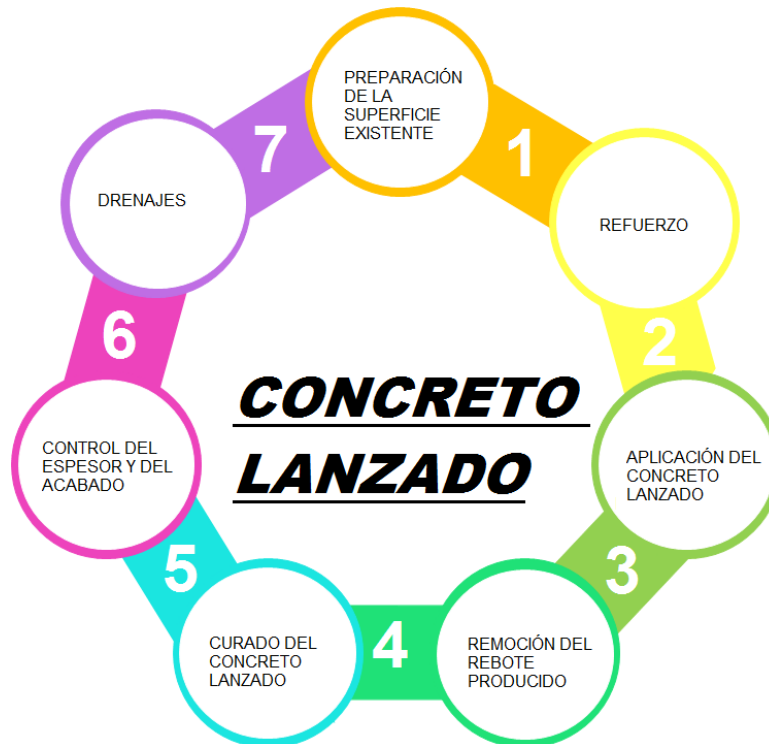 PREPARACIÓN
DE LA
SUPERFICIE
EXISTENTE
1
REFUERZO
2
APLICACIÓN DEL
CONCRETO
LANZADO
3
REMOCIÓN DEL
REBOTE
PRODUCIDO
4
CURADO DEL
CONCRETO
LANZADO
5
CONTROL DEL
ESPESOR Y DEL
ACABADO
6
DRENAJES
7
CONCRETO
LANZADO